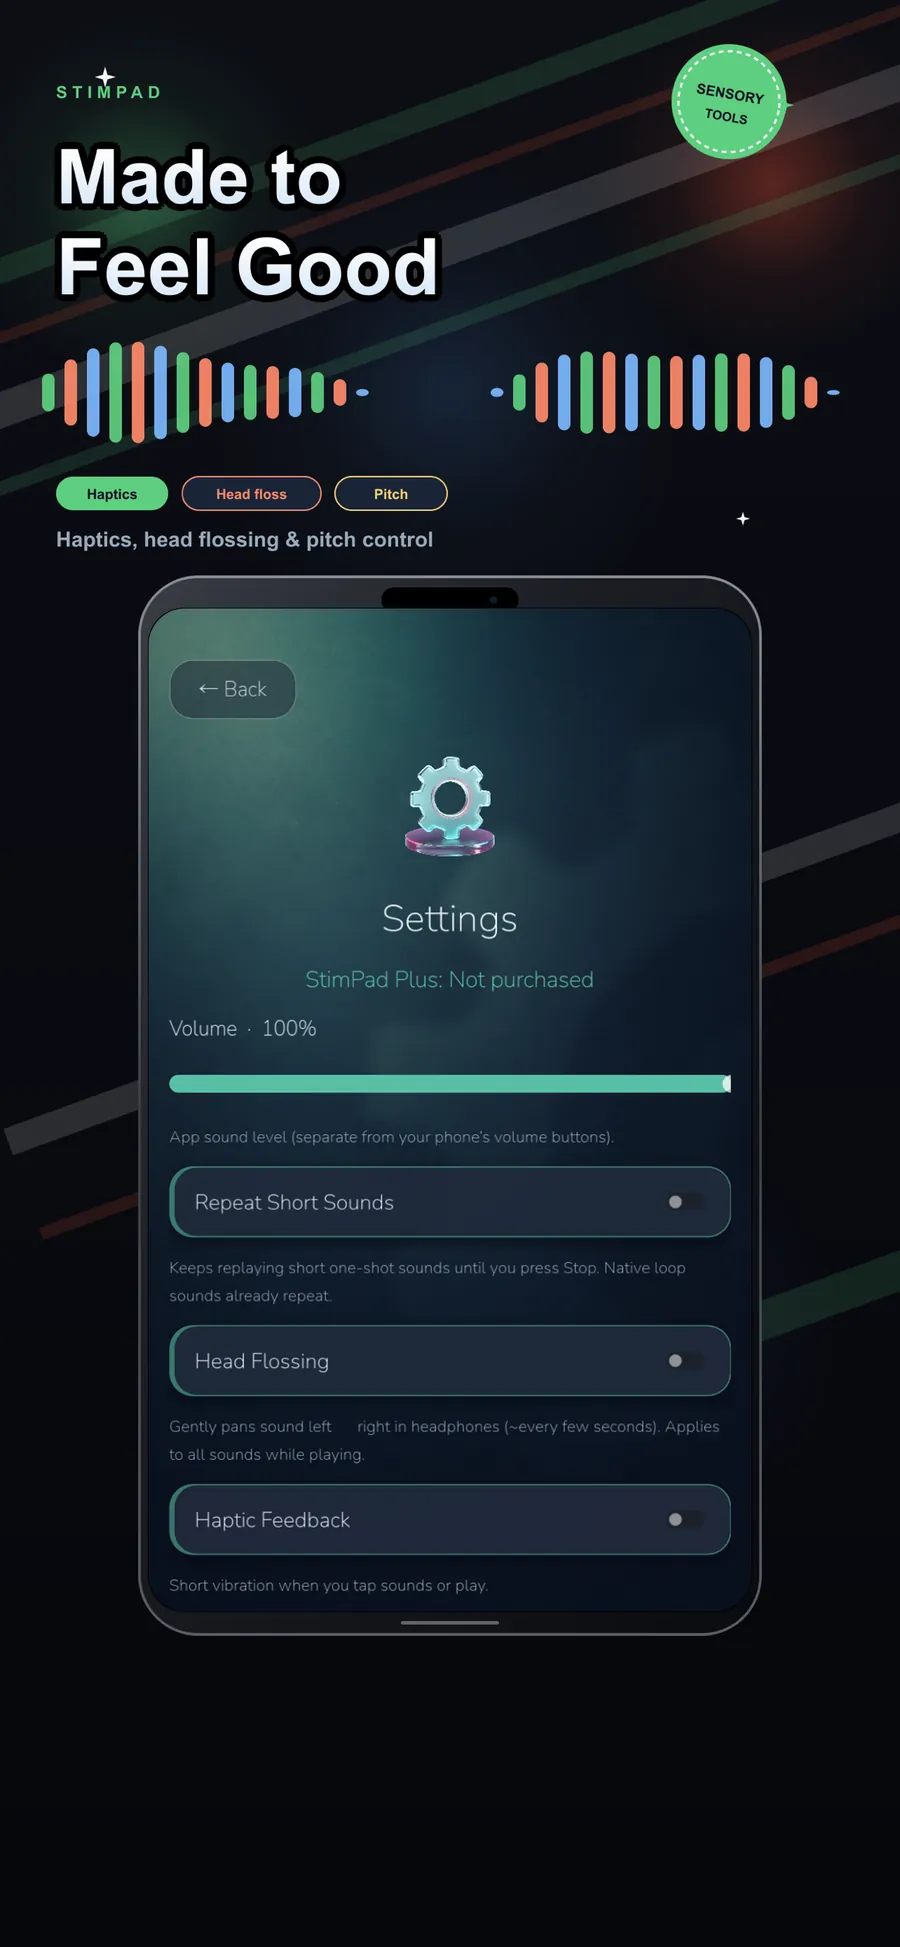 STIMPAD
SENSORY
TOOLS
Made to
Feel Good
Haptics
Head floss
Pitch
Haptics, head flossing & pitch control
← Back
Settings
StimPad Plus: Not purchased
Volume · 100%
App sound level (separate from your phone's volume buttons).
Repeat Short Sounds
Keeps replaying short one-shot sounds until you press Stop. Native loop
sounds already repeat.
Head Flossing
Gently pans sound left right in headphones (~every few seconds). Applies
to all sounds while playing.
Haptic Feedback
Short vibration when you tap sounds or play.